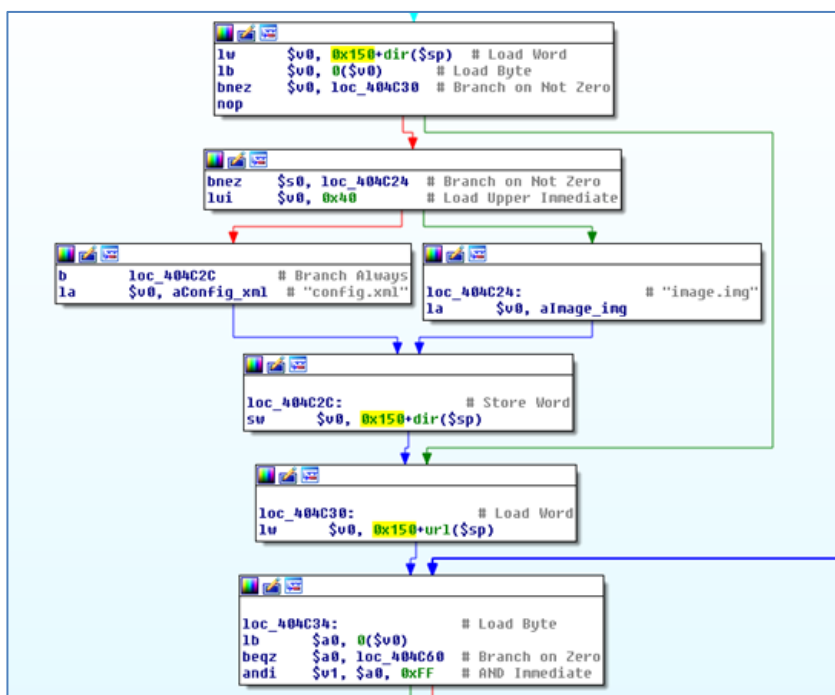 lw $v0, 0x150+dir($sp) # Load Word
lb $v0, 0($v0) # Load Byte
bnez $v0, loc_404C30 # Branch on Not Zero
nop
bnez $s0, loc_404C24 # Branch on Not Zero
lui $v0, 0x40 # Load Upper Immediate
b loc_404C2C # Branch Always
la $v0, aConfig_xml # "config.xml"
loc_404C24: # "image.img"
la $v0, aImage_img
loc_404C2C: # Store Word
sw $v0, 0x150+dir($sp)
loc_404C30: # Load Word
lw $v0, 0x150+url($sp)
loc_404C34: # Load Byte
lb $a0, 0($v0)
beqz $a0, loc_404C60 # Branch on Zero
andi $v1, $a0, 0xFF # AND Immediate